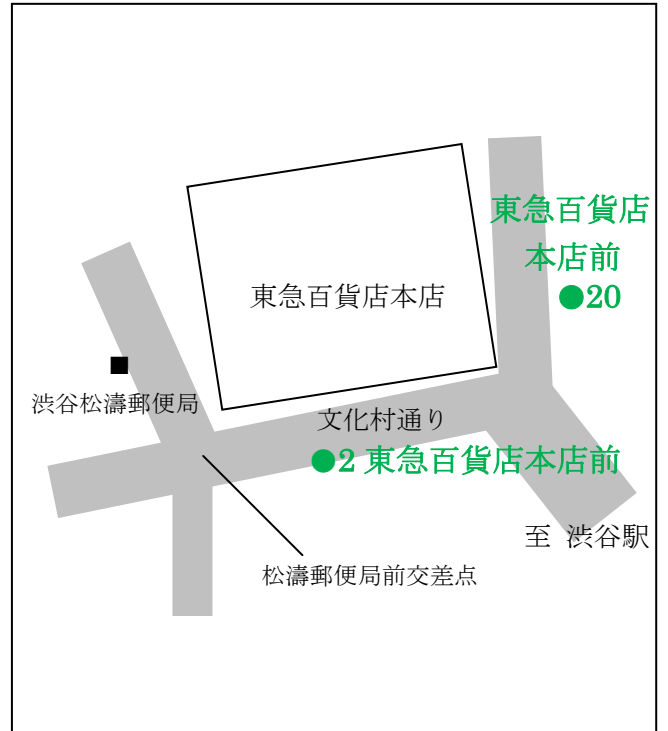 東急百貨店
本店前
●20
東急百貨店本店
渋谷松濤郵便局
文化村通り
●2 東急百貨店本店前
至 渋谷駅
松濤郵便局前交差点